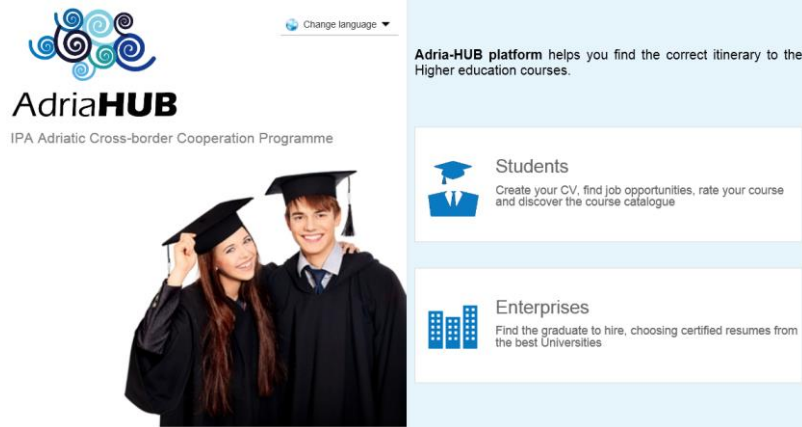 Change language
AdriaHUB
IPA Adriatic Cross-border Cooperation Programme
Adria-HUB platform helps you find the correct itinerary to the
Higher education courses.
Students
Create your CV, find job opportunities, rate your course
and discover the course catalogue
Enterprises
Find the graduate to hire, choosing certified resumes from
the best Universities